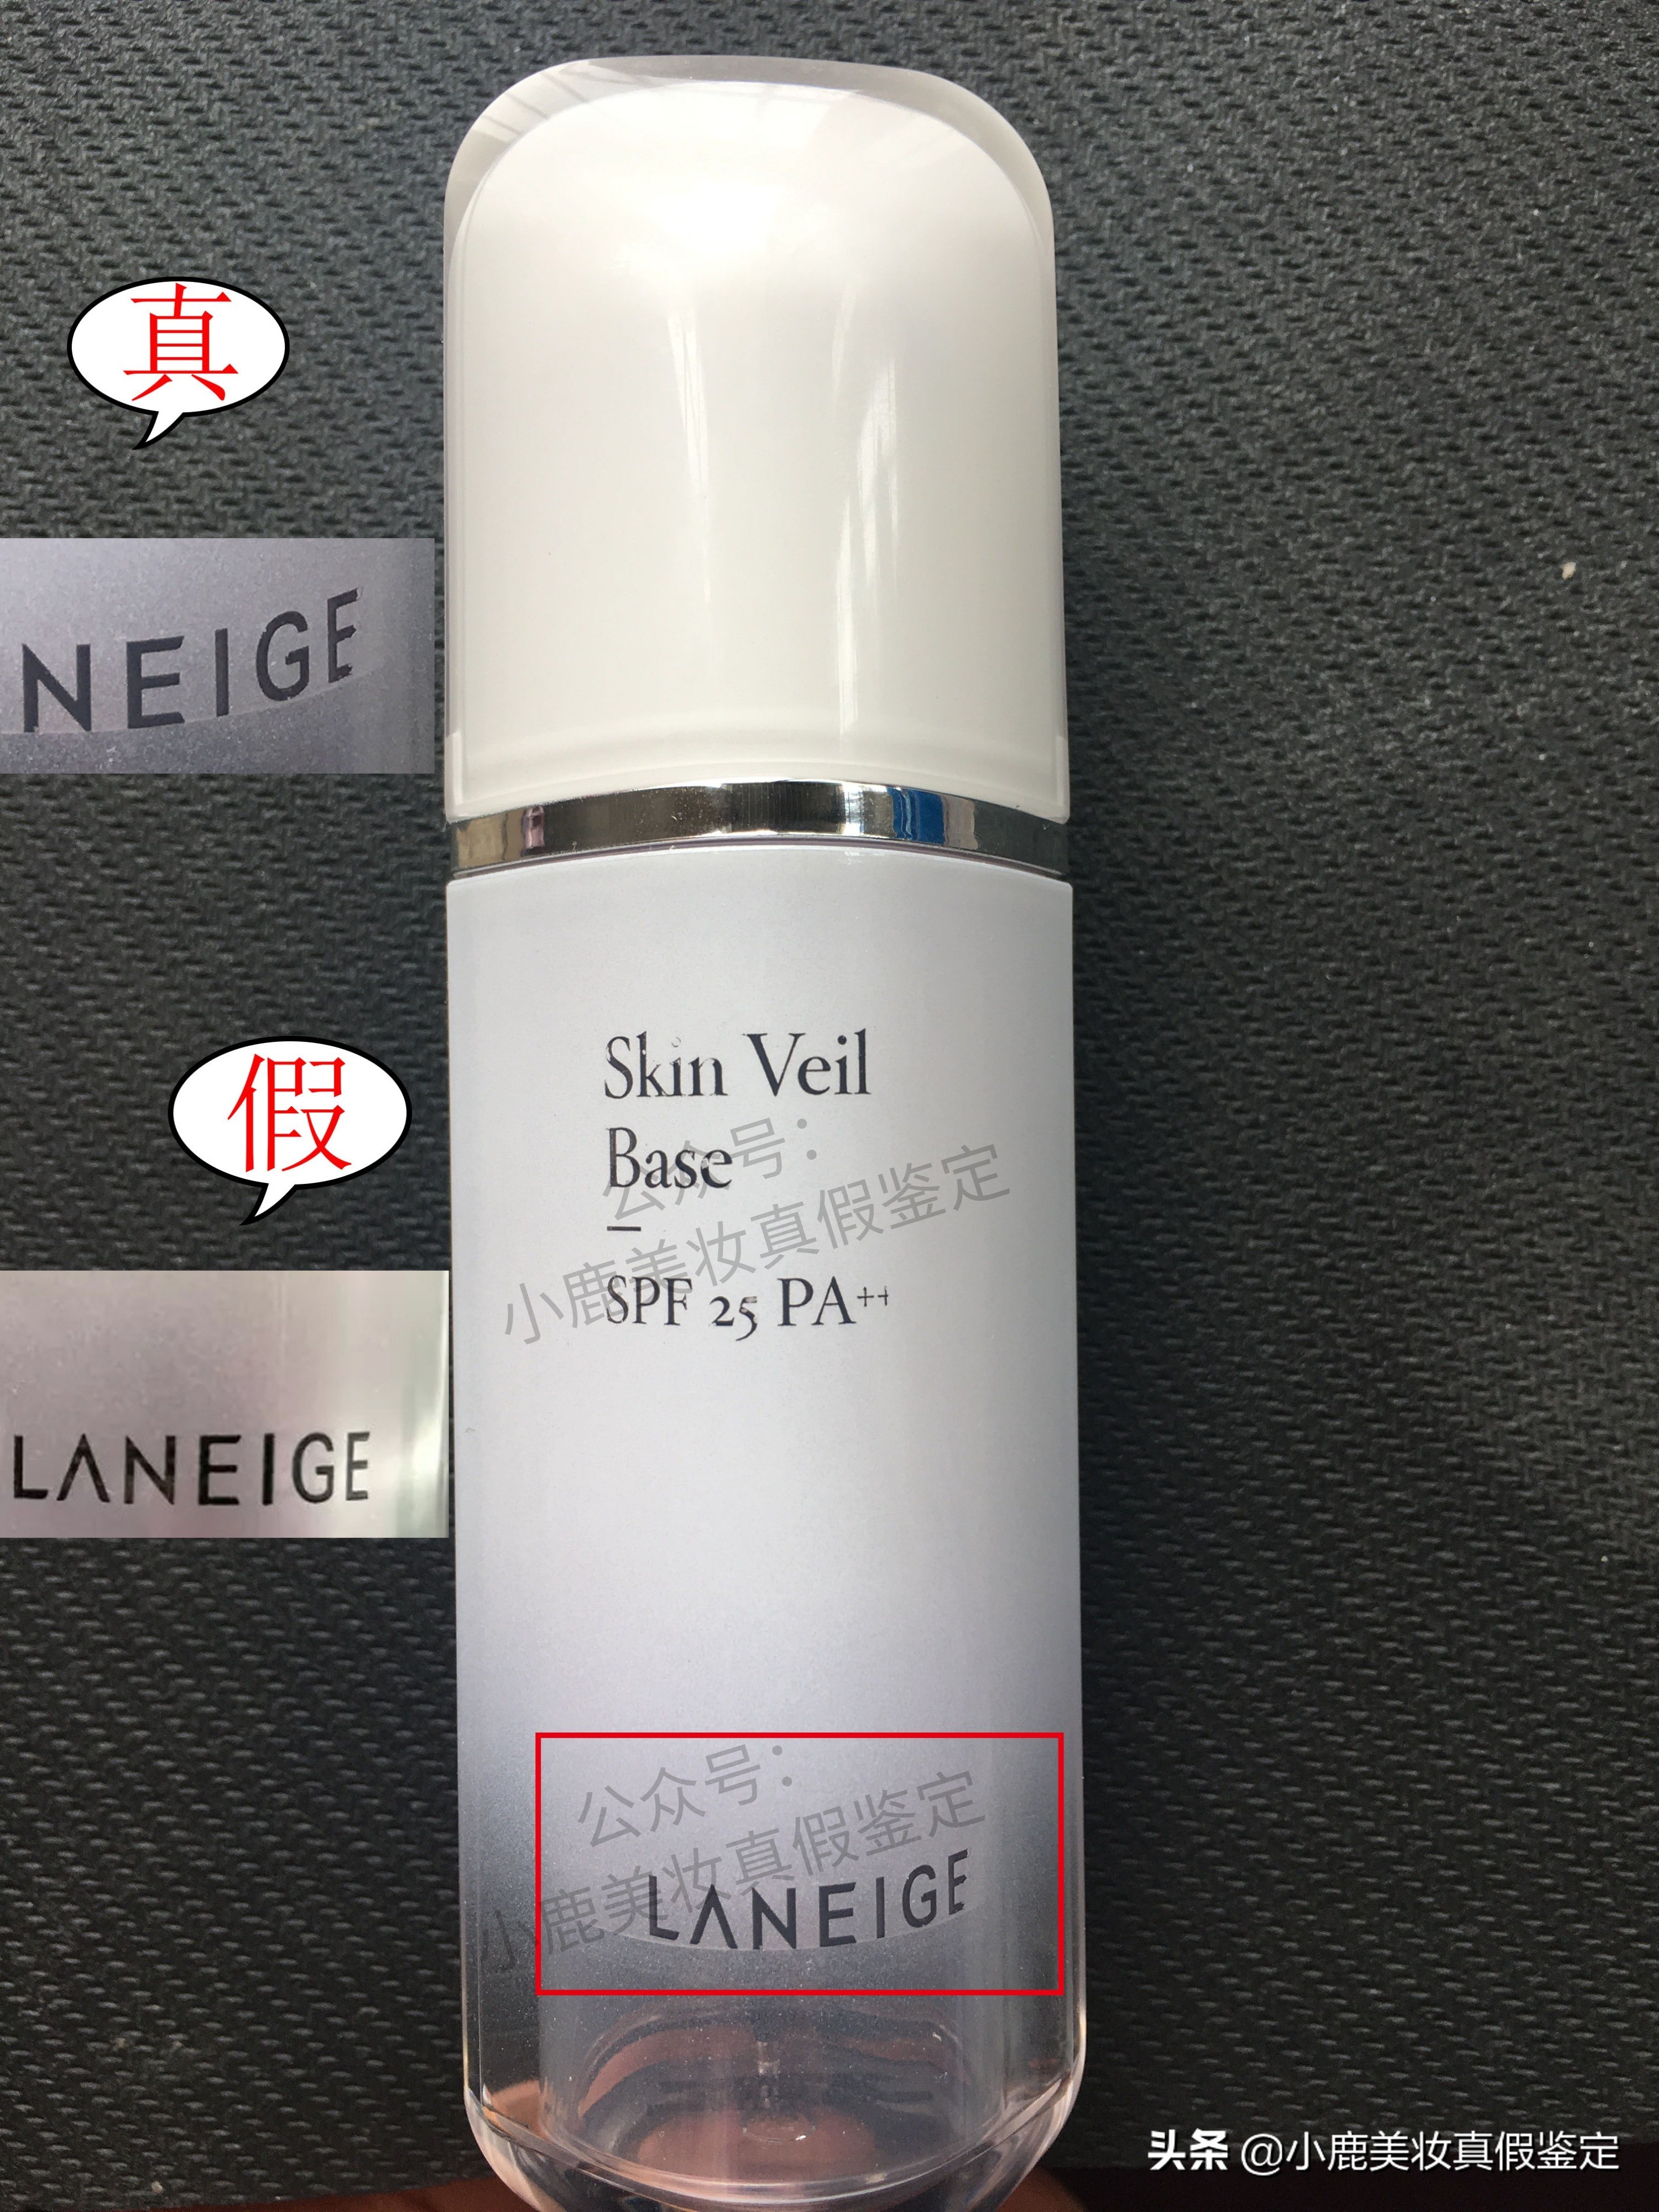 真
NEIGE
假
LANEIGE
Skin Veil
Base
—
SPF 25 PA++
公众号：
小鹿美妆真假鉴定
公众号：
小鹿美妆真假鉴定
LANEIGE
头条 @小鹿美妆真假鉴定